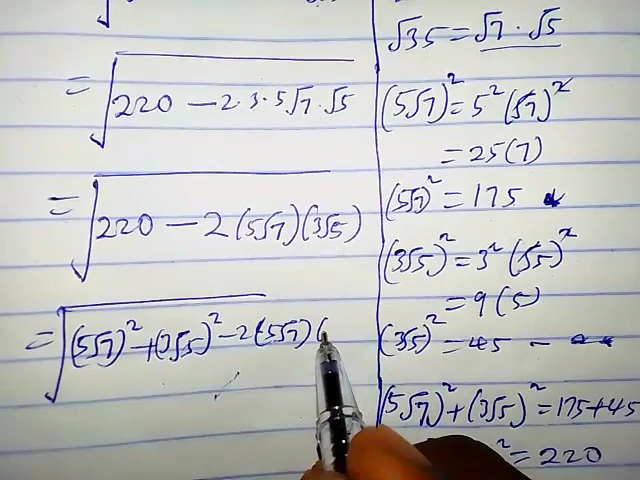 = √220 − 2·3·5√7·√5
= √220 − 2(5√7)(3√5)
= √(5√7)² + (3√5)² − 2(5√7)(
√35 = √7 · √5
(5√7)² = 5²(√7)²
= 25(7)
(5√7)² = 175
(3√5)² = 3²(√5)²
= 9(5)
(3√5)² = 45 −
(5√7)² + (3√5)² = 175+45
² = 220